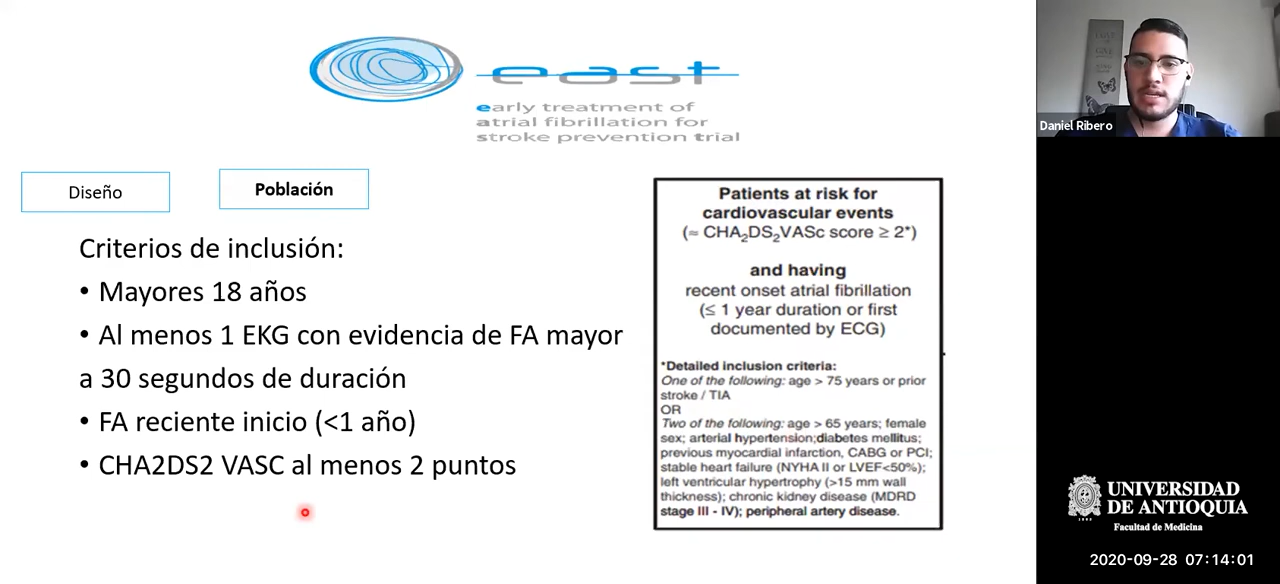 east
early treatment of
atrial fibrillation for
stroke prevention trial
Diseño
Población
Criterios de inclusión:
• Mayores 18 años
• Al menos 1 EKG con evidencia de FA mayor
a 30 segundos de duración
• FA reciente inicio (<1 año)
• CHA2DS2 VASC al menos 2 puntos
Patients at risk for
cardiovascular events
(≈ CHA₂DS₂VASc score ≥ 2*)
and having
recent onset atrial fibrillation
(≤ 1 year duration or first
documented by ECG)
*Detailed inclusion criteria:
One of the following: age > 75 years or prior
stroke / TIA
OR
Two of the following: age > 65 years; female
sex; arterial hypertension;diabetes mellitus;
previous myocardial infarction, CABG or PCI;
stable heart failure (NYHA II or LVEF<50%);
left ventricular hypertrophy (>15 mm wall
thickness); chronic kidney disease (MDRD
stage III - IV); peripheral artery disease.
Daniel Ribero
UNIVERSIDAD
DE ANTIOQUIA
Facultad de Medicina
2020-09-28 07:14:01